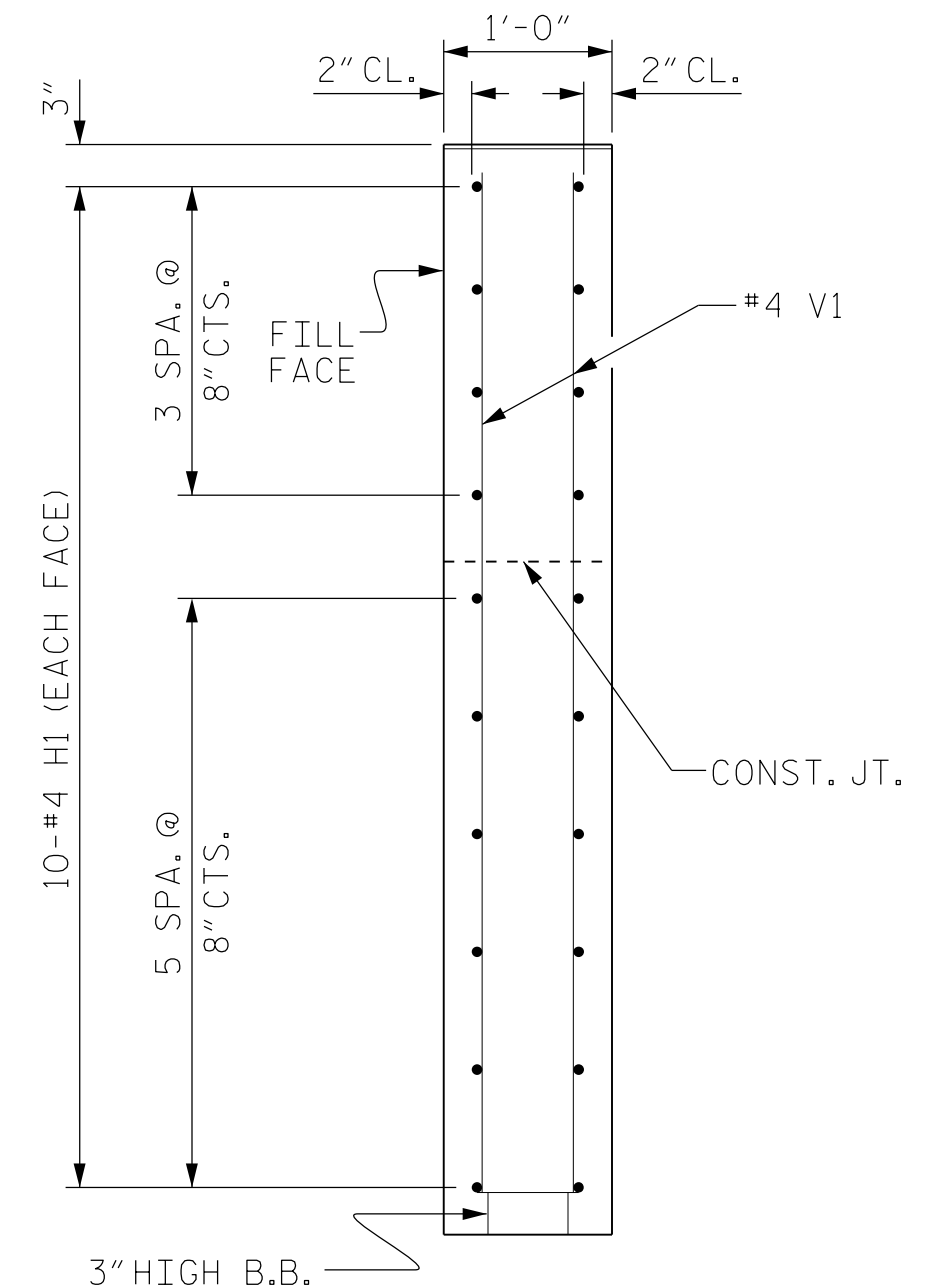 1'-0"
2" CL.
2" CL.
3"
3 SPA. @
8" CTS.
FILL
FACE
#4 V1
10-#4 H1 (EACH FACE)
CONST. JT.
5 SPA. @
8" CTS.
3" HIGH B.B.